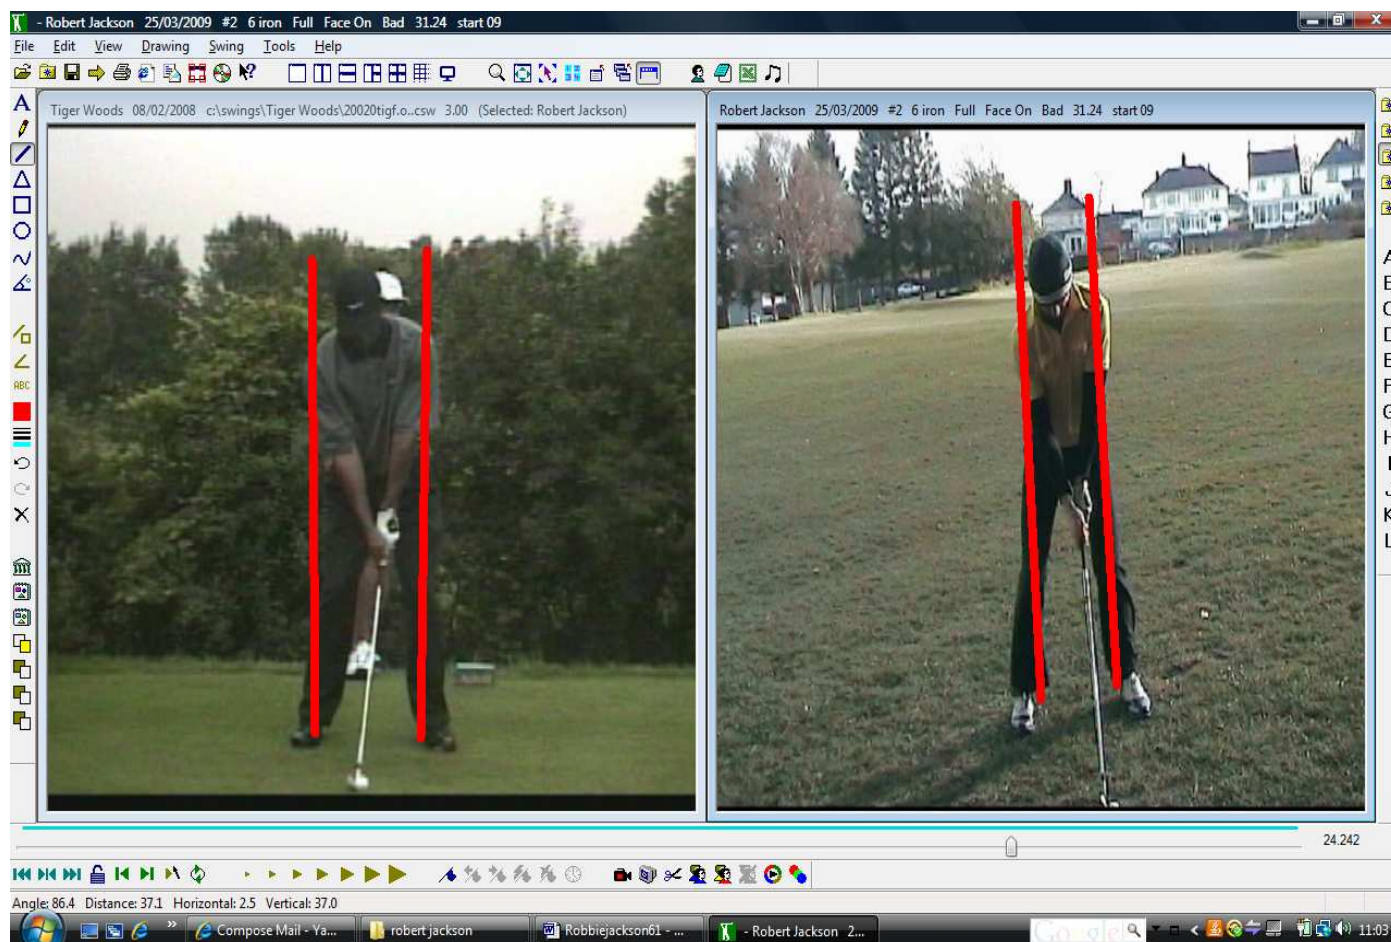 - Robert Jackson 25/03/2009 #2 6 iron Full Face On Bad 31.24 start 09
File Edit View Drawing Swing Tools Help
Tiger Woods 08/02/2008 c:\swings\Tiger Woods\20020tigf.o..csw 3.00 (Selected: Robert Jackson)
Robert Jackson 25/03/2009 #2 6 iron Full Face On Bad 31.24 start 09
A
ABC
24.242
Angle: 86.4 Distance: 37.1 Horizontal: 2.5 Vertical: 37.0
Compose Mail - Ya...
robert jackson
Robbiejackson61 - ...
- Robert Jackson 2...
Google
11:03